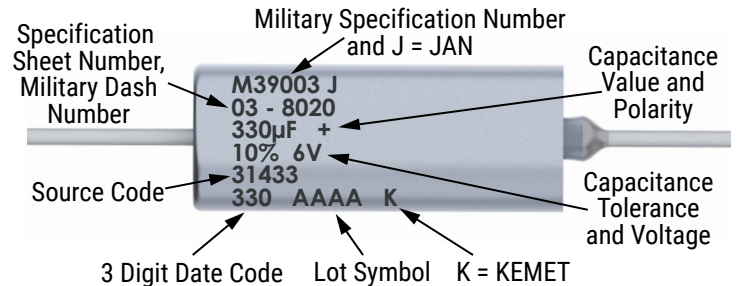 Military Specification Number
and J = JAN
Specification
Sheet Number,
Military Dash
Number
Capacitance
Value and
Polarity
M39003 J
03 - 8020
330µF +
10% 6V
31433
330 AAAA K
Source Code
Capacitance
Tolerance
and Voltage
3 Digit Date Code
Lot Symbol
K = KEMET